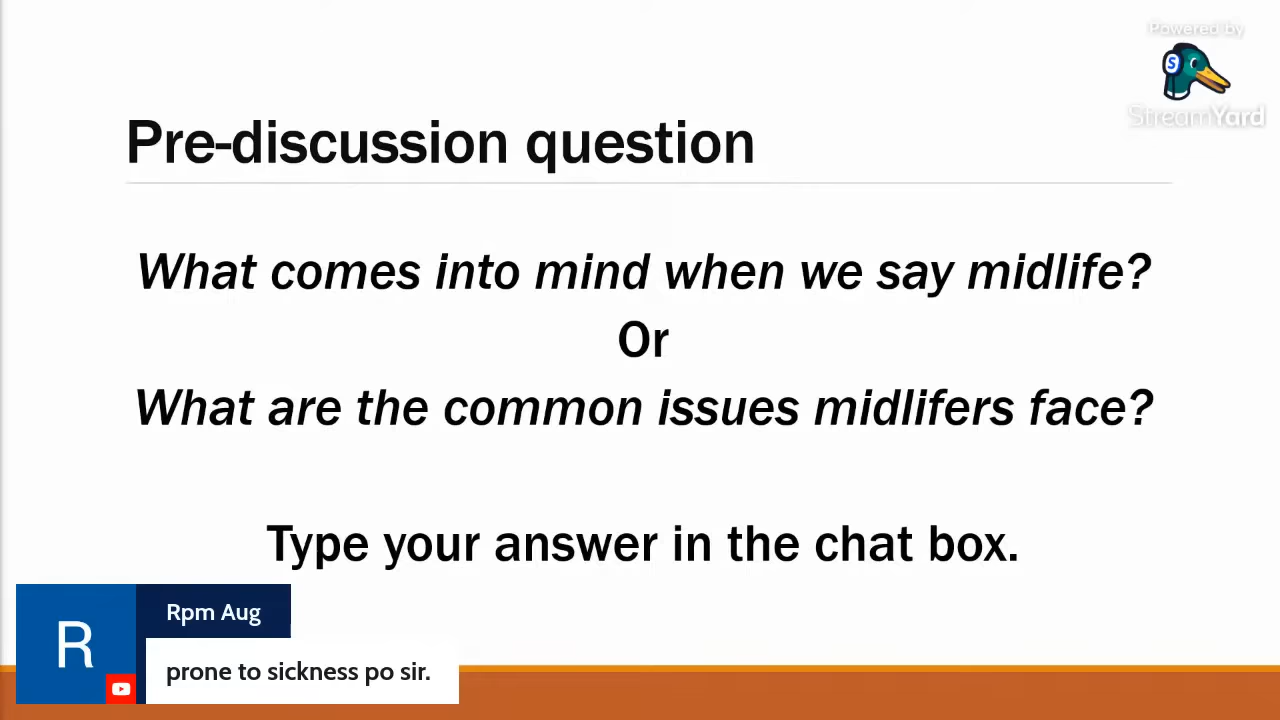 Powered by
S
StreamYard
Pre-discussion question
What comes into mind when we say midlife?
Or
What are the common issues midlifers face?
Type your answer in the chat box.
R
Rpm Aug
prone to sickness po sir.